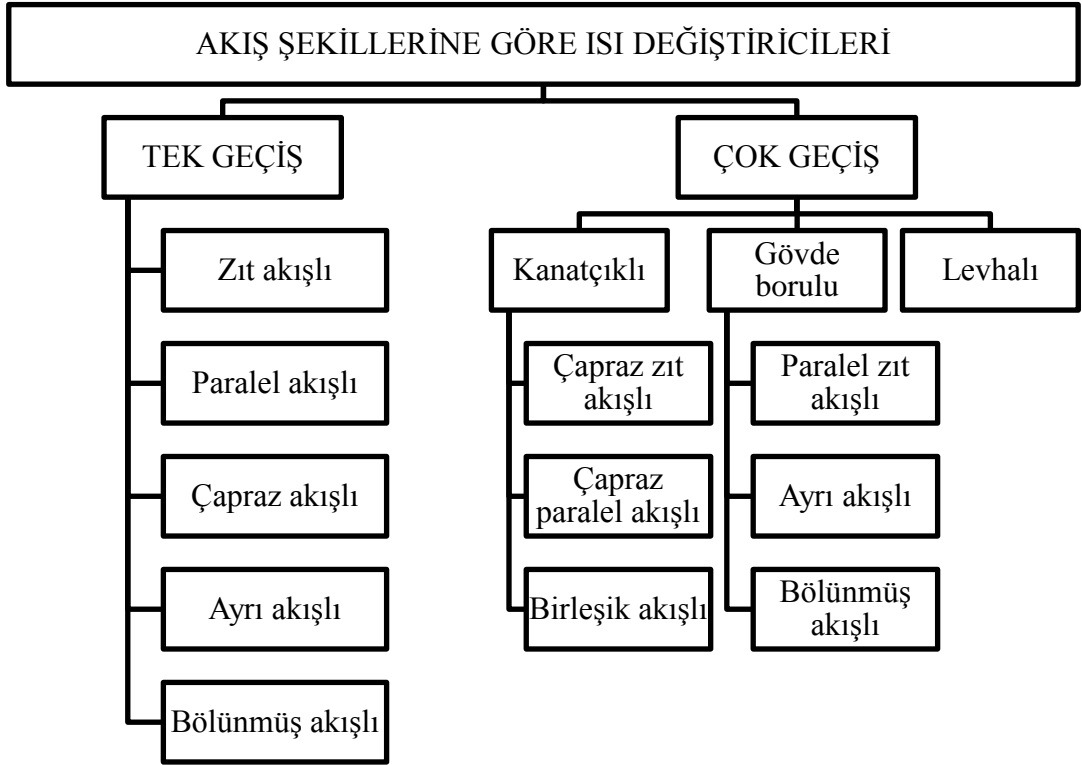 AKIŞ ŞEKİLLERİNE GÖRE ISI DEĞİŞTİRİCİLERİ
TEK GEÇİŞ
Zıt akışlı
Paralel akışlı
Çapraz akışlı
Ayrı akışlı
Bölünmüş akışlı
ÇOK GEÇİŞ
Kanatçıklı
Çapraz zıt
akışlı
Çapraz
paralel akışlı
Birleşik akışlı
Gövde
borulu
Paralel zıt
akışlı
Ayrı akışlı
Bölünmüş
akışlı
Levhalı